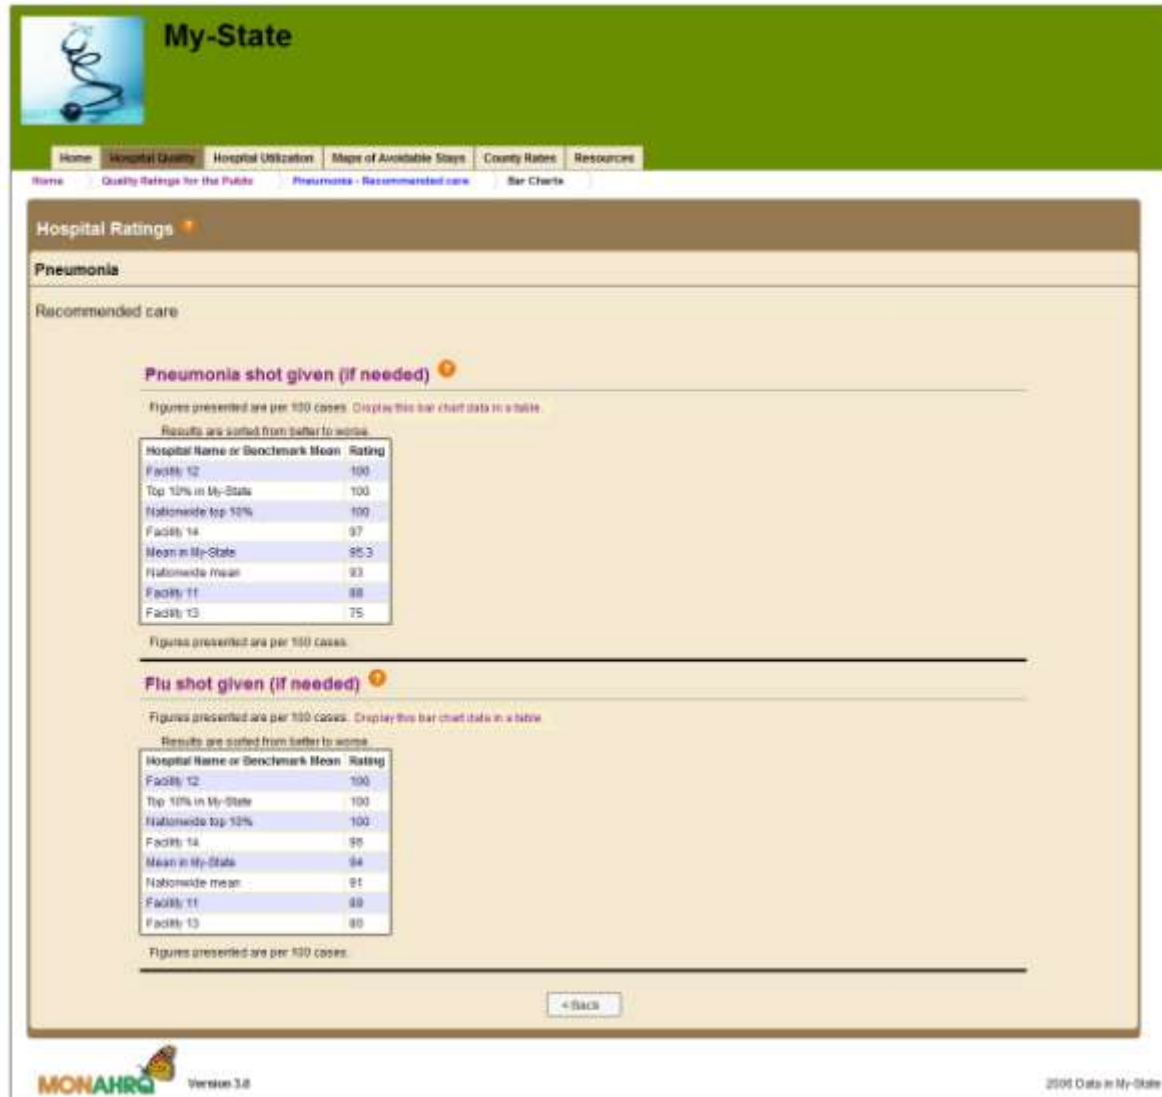 My-State
Home Hospital Quality Hospital Utilization Maps of Avoidable Stays County Rates Resources
Home Quality Ratings for the Public Pneumonia - Recommended care Bar Charts
Hospital Ratings ?
Pneumonia
Recommended care
Pneumonia shot given (if needed) ?
Figures presented are per 100 cases. Display this bar chart data in a table.
Results are sorted from better to worse.
Hospital Name or Benchmark Mean Rating
Facility 12 100
Top 10% in My-State 100
Nationwide top 10% 100
Facility 14 97
Mean in My-State 95.3
Nationwide mean 93
Facility 11 88
Facility 13 75
Figures presented are per 100 cases.
Flu shot given (if needed) ?
Figures presented are per 100 cases. Display this bar chart data in a table.
Results are sorted from better to worse.
Hospital Name or Benchmark Mean Rating
Facility 12 100
Top 10% in My-State 100
Nationwide top 10% 100
Facility 14
Mean in My-State 94
Nationwide mean 91
Facility 11
Facility 13
Figures presented are per 100 cases.
< Back
MONAHRQ Version 3.0
Data in My-State